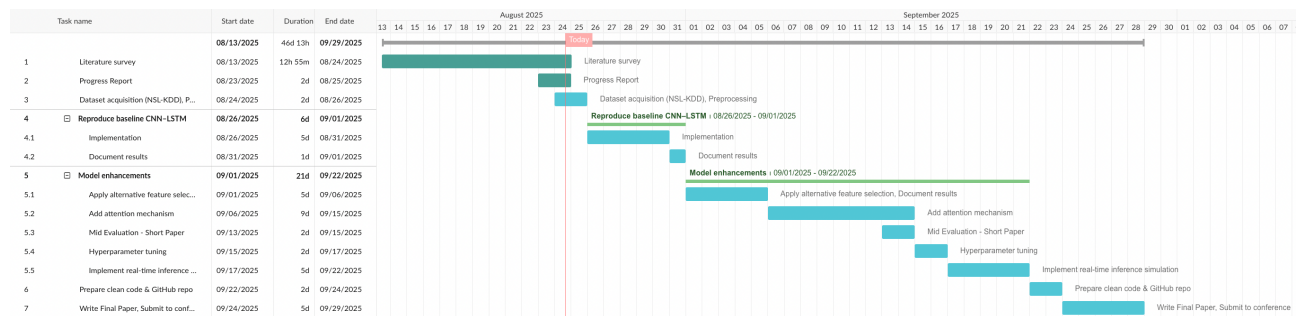 August 2025 September 2025
Task name Start date Duration End date
13 14 15 16 17 18 19 20 21 22 23 24 25 26 27 28 29 30 31 01 02 03 04 05 06 07 08 09 10 11 12 13 14 15 16 17 18 19 20 21 22 23 24 25 26 27 28 29 30 01 02 03 04 05 06 07
08/13/2025 46d 13h 09/29/2025 Today
1 Literature survey 08/13/2025 12h 55m 08/24/2025 Literature survey
2 Progress Report 08/23/2025 2d 08/25/2025 Progress Report
3 Dataset acquisition (NSL-KDD), P... 08/24/2025 2d 08/26/2025 Dataset acquisition (NSL-KDD), Preprocessing
4 Reproduce baseline CNN–LSTM 08/26/2025 6d 09/01/2025 Reproduce baseline CNN–LSTM : 08/26/2025 - 09/01/2025
4.1 Implementation 08/26/2025 5d 08/31/2025 Implementation
4.2 Document results 08/31/2025 1d 09/01/2025 Document results
5 Model enhancements 09/01/2025 21d 09/22/2025 Model enhancements : 09/01/2025 - 09/22/2025
5.1 Apply alternative feature selec... 09/01/2025 5d 09/06/2025 Apply alternative feature selection, Document results
5.2 Add attention mechanism 09/06/2025 9d 09/15/2025 Add attention mechanism
5.3 Mid Evaluation - Short Paper 09/13/2025 2d 09/15/2025 Mid Evaluation - Short Paper
5.4 Hyperparameter tuning 09/15/2025 2d 09/17/2025 Hyperparameter tuning
5.5 Implement real-time inference ... 09/17/2025 5d 09/22/2025 Implement real-time inference simulation
6 Prepare clean code & GitHub repo 09/22/2025 2d 09/24/2025 Prepare clean code & GitHub repo
7 Write Final Paper, Submit to conf... 09/24/2025 5d 09/29/2025 Write Final Paper, Submit to conference